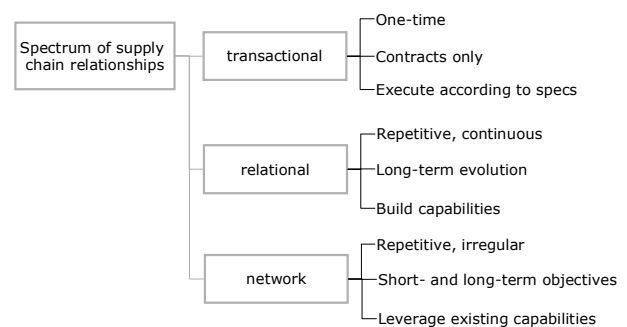 Spectrum of supply
chain relationships
transactional
One-time
Contracts only
Execute according to specs
relational
Repetitive, continuous
Long-term evolution
Build capabilities
network
Repetitive, irregular
Short- and long-term objectives
Leverage existing capabilities